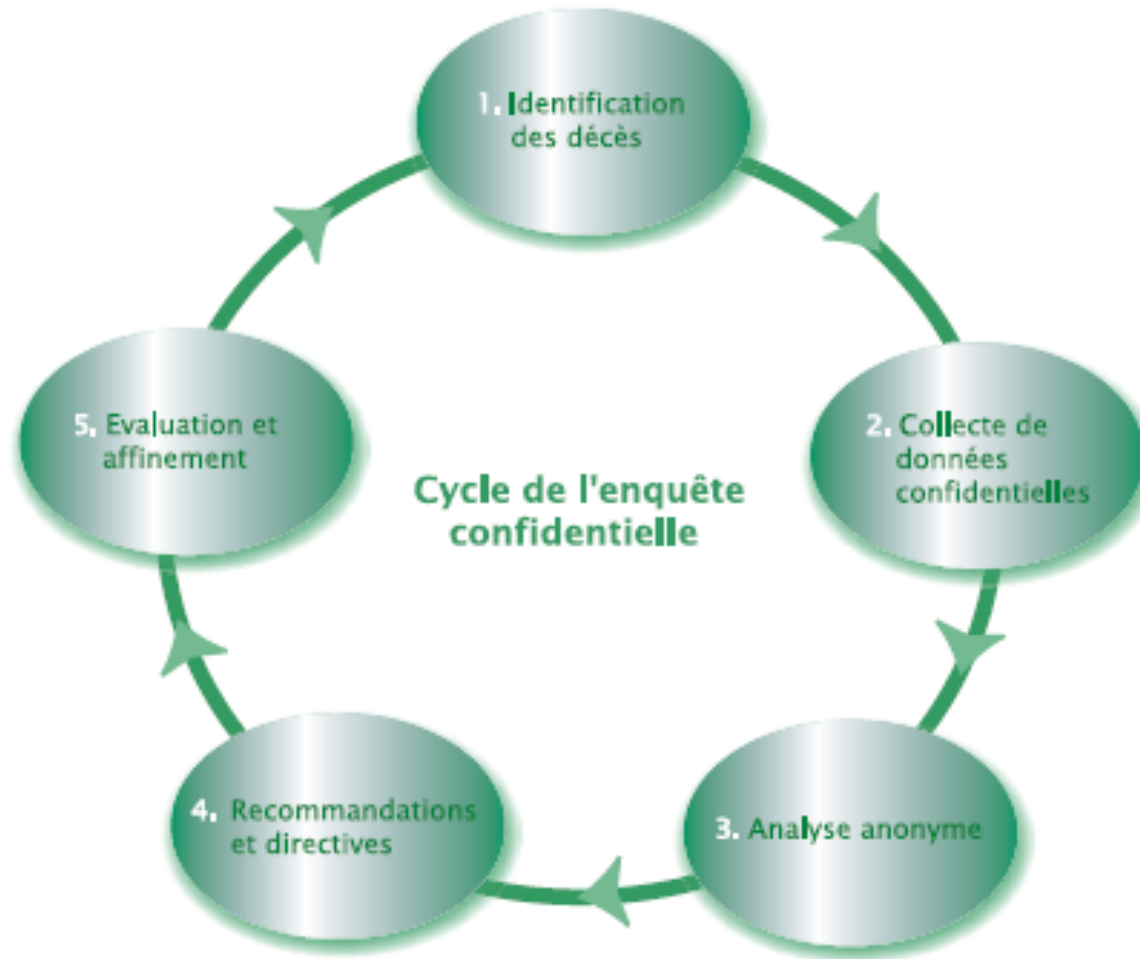 1. Identification
des décès
2. Collecte de
données
confidentielles
3. Analyse anonyme
4. Recommandations
et directives
5. Evaluation et
affinement
Cycle de l'enquête
confidentielle